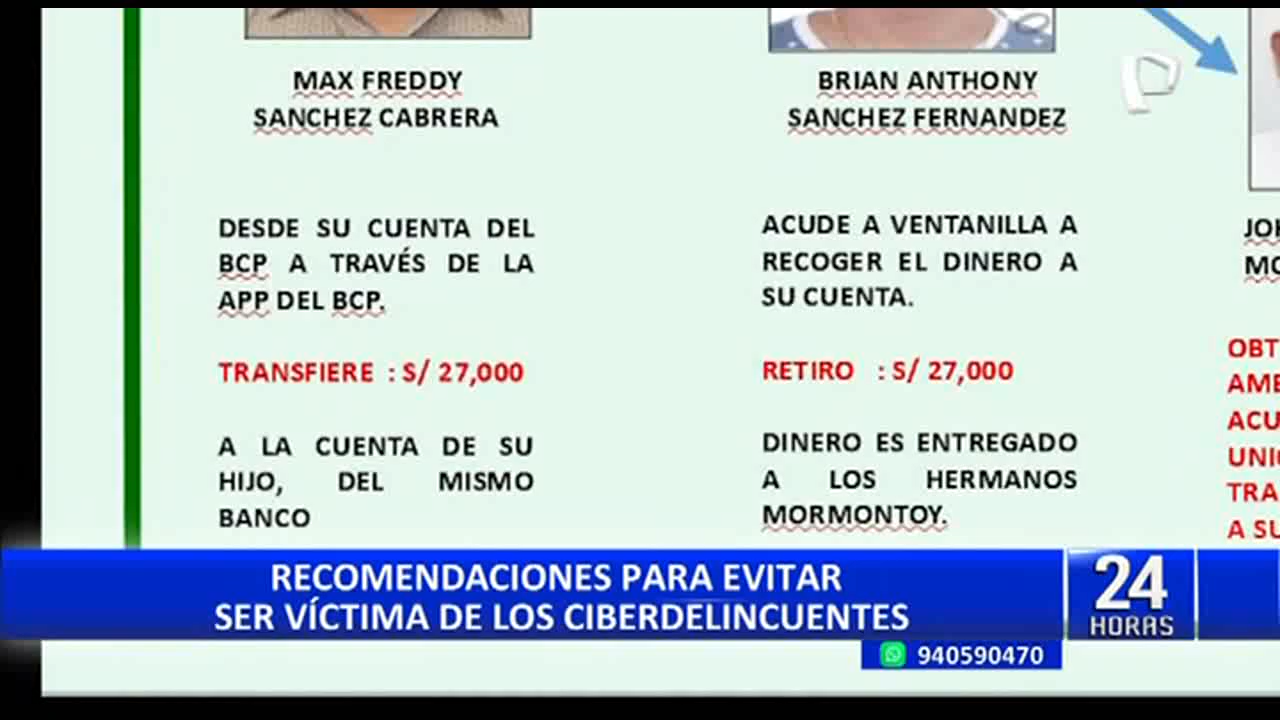 MAX FREDDY
SANCHEZ CABRERA
DESDE SU CUENTA DEL
BCP A TRAVÉS DE LA
APP DEL BCP.
TRANSFIERE : S/ 27,000
A LA CUENTA DE SU
HIJO, DEL MISMO
BANCO
BRIAN ANTHONY
SANCHEZ FERNANDEZ
ACUDE A VENTANILLA A
RECOGER EL DINERO A
SU CUENTA.
RETIRO : S/ 27,000
DINERO ES ENTREGADO
A LOS HERMANOS
MORMONTOY.
RECOMENDACIONES PARA EVITAR
SER VÍCTIMA DE LOS CIBERDELINCUENTES
24
HORAS
940590470